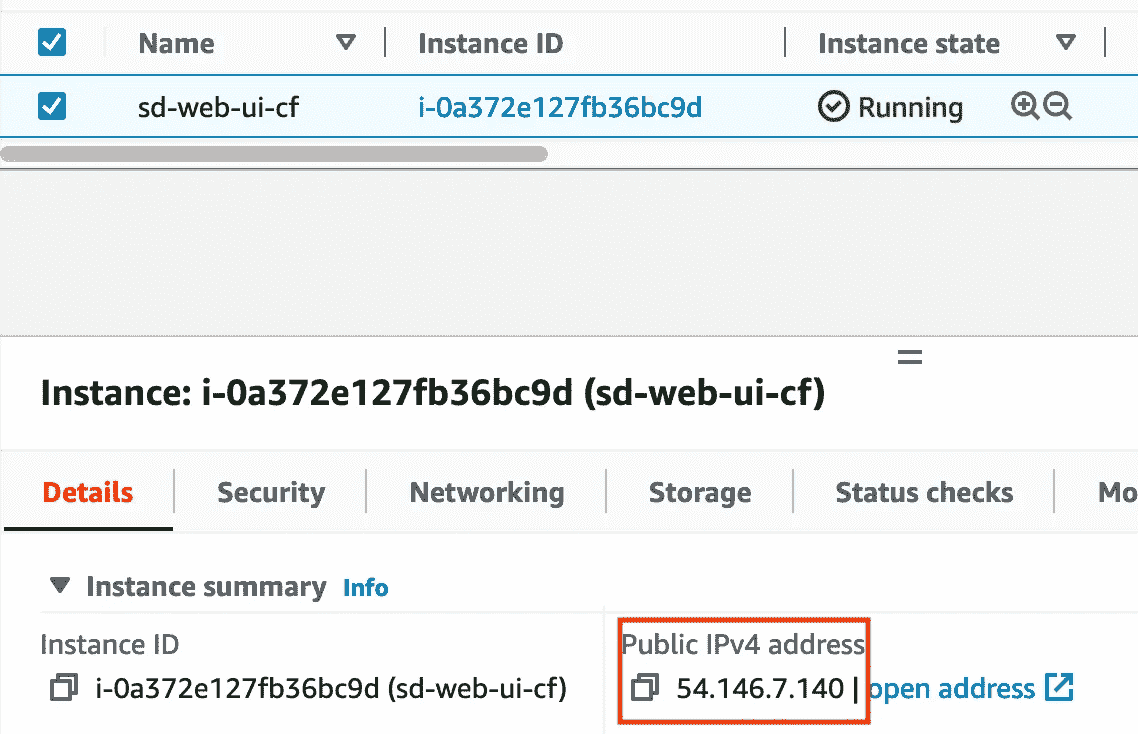 Name Instance ID Instance state
sd-web-ui-cf i-0a372e127fb36bc9d Running
Instance: i-0a372e127fb36bc9d (sd-web-ui-cf)
Details Security Networking Storage Status checks Mo
Instance summary Info
Instance ID Public IPv4 address
i-0a372e127fb36bc9d (sd-web-ui-cf) 54.146.7.140 | open address